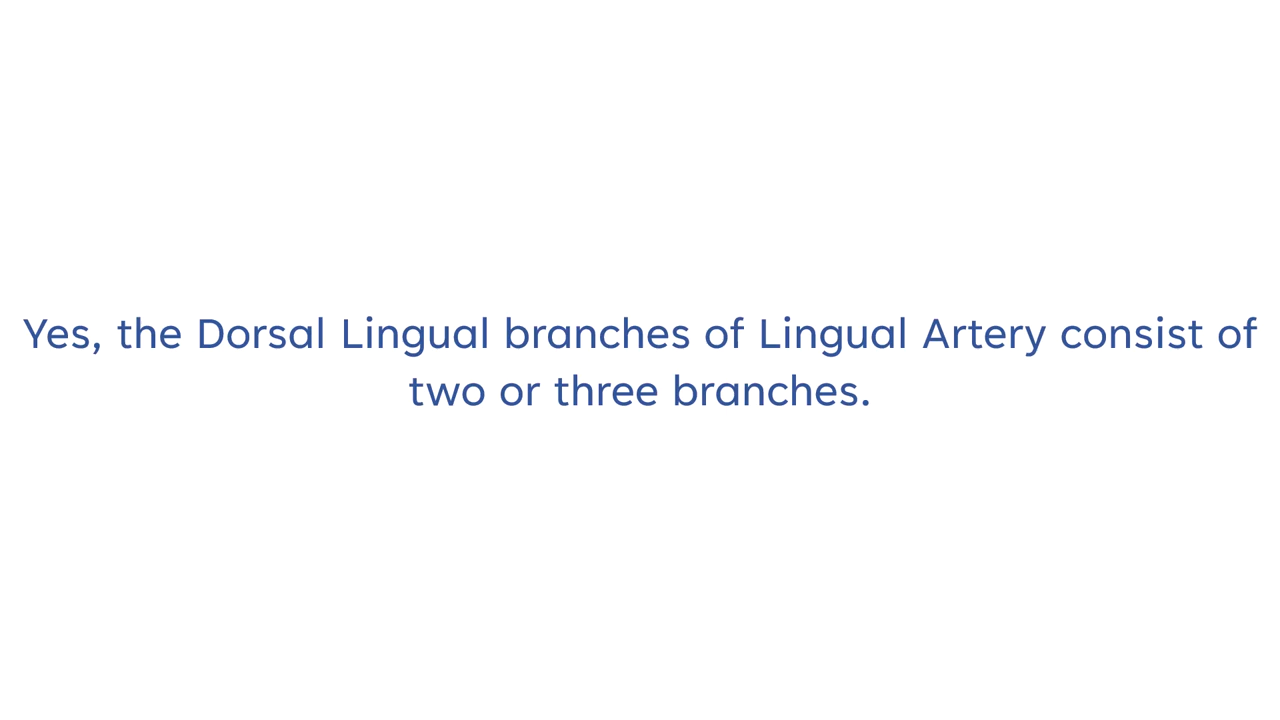 Yes, the Dorsal Lingual branches of Lingual Artery consist of
two or three branches.